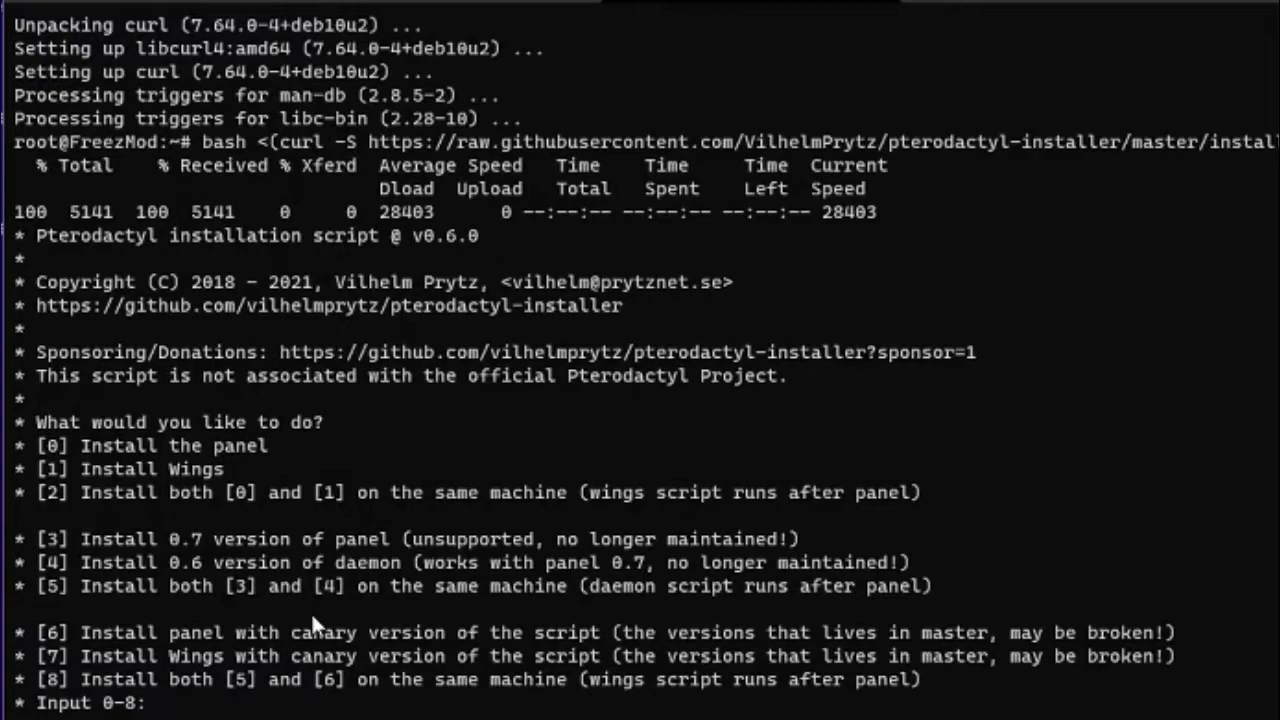 Unpacking curl (7.64.0-4+deb10u2) ...
Setting up libcurl4:amd64 (7.64.0-4+deb10u2) ...
Setting up curl (7.64.0-4+deb10u2) ...
Processing triggers for man-db (2.8.5-2) ...
Processing triggers for libc-bin (2.28-10) ...
root@FreezMod:~# bash <(curl -S https://raw.githubusercontent.com/VilhelmPrytz/pterodactyl-installer/master/instal
% Total % Received % Xferd Average Speed Time Time Time Current
Dload Upload Total Spent Left Speed
100 5141 100 5141 0 0 28403 0 --:--:-- --:--:-- --:--:-- 28403
* Pterodactyl installation script @ v0.6.0
*
* Copyright (C) 2018 - 2021, Vilhelm Prytz, <vilhelm@prytznet.se>
* https://github.com/vilhelmprytz/pterodactyl-installer
*
* Sponsoring/Donations: https://github.com/vilhelmprytz/pterodactyl-installer?sponsor=1
* This script is not associated with the official Pterodactyl Project.
*
* What would you like to do?
* [0] Install the panel
* [1] Install Wings
* [2] Install both [0] and [1] on the same machine (wings script runs after panel)
* [3] Install 0.7 version of panel (unsupported, no longer maintained!)
* [4] Install 0.6 version of daemon (works with panel 0.7, no longer maintained!)
* [5] Install both [3] and [4] on the same machine (daemon script runs after panel)
* [6] Install panel with canary version of the script (the versions that lives in master, may be broken!)
* [7] Install Wings with canary version of the script (the versions that lives in master, may be broken!)
* [8] Install both [5] and [6] on the same machine (wings script runs after panel)
* Input 0-8: